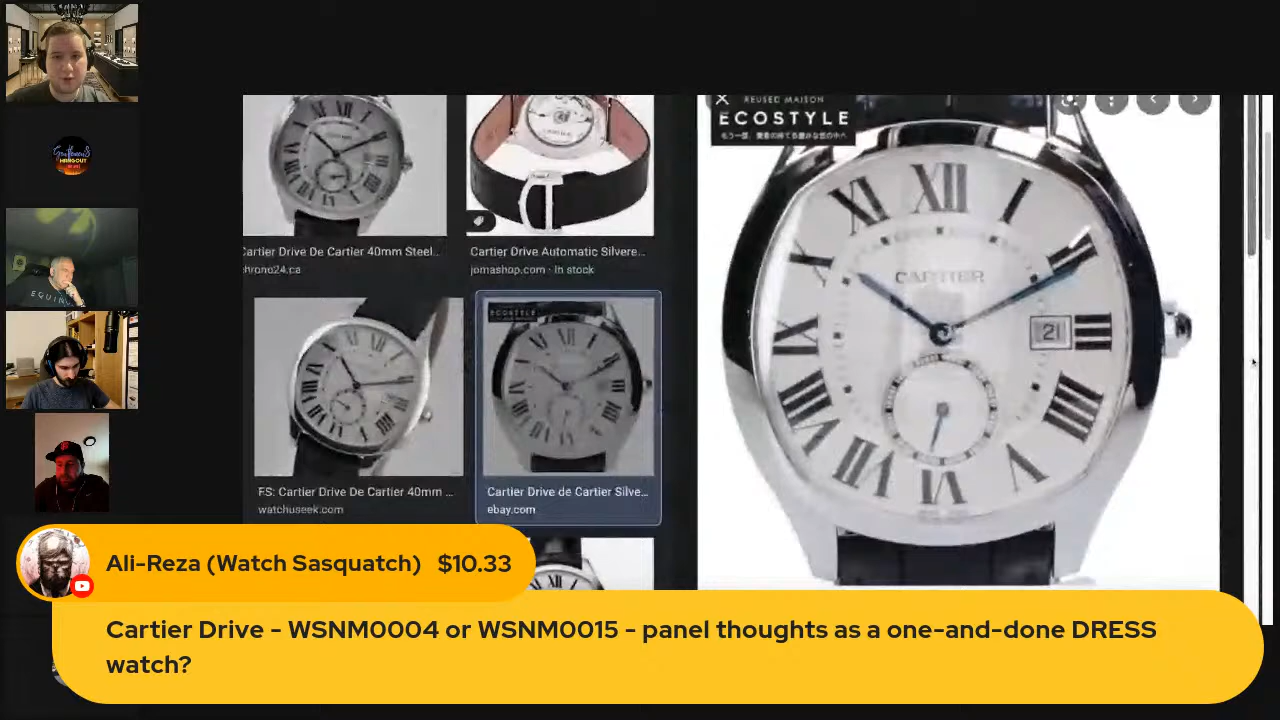 REUSED MAISON
ECOSTYLE
CARTIER
21
Cartier Drive De Cartier 40mm Steel...
chrono24.ca
Cartier Drive Automatic Silvere...
jomashop.com · In stock
ECOSTYLE
FS: Cartier Drive De Cartier 40mm ...
watchuseek.com
Cartier Drive de Cartier Silve...
ebay.com
EQUIN
Ali-Reza (Watch Sasquatch) $10.33
Cartier Drive - WSNM0004 or WSNM0015 - panel thoughts as a one-and-done DRESS
watch?